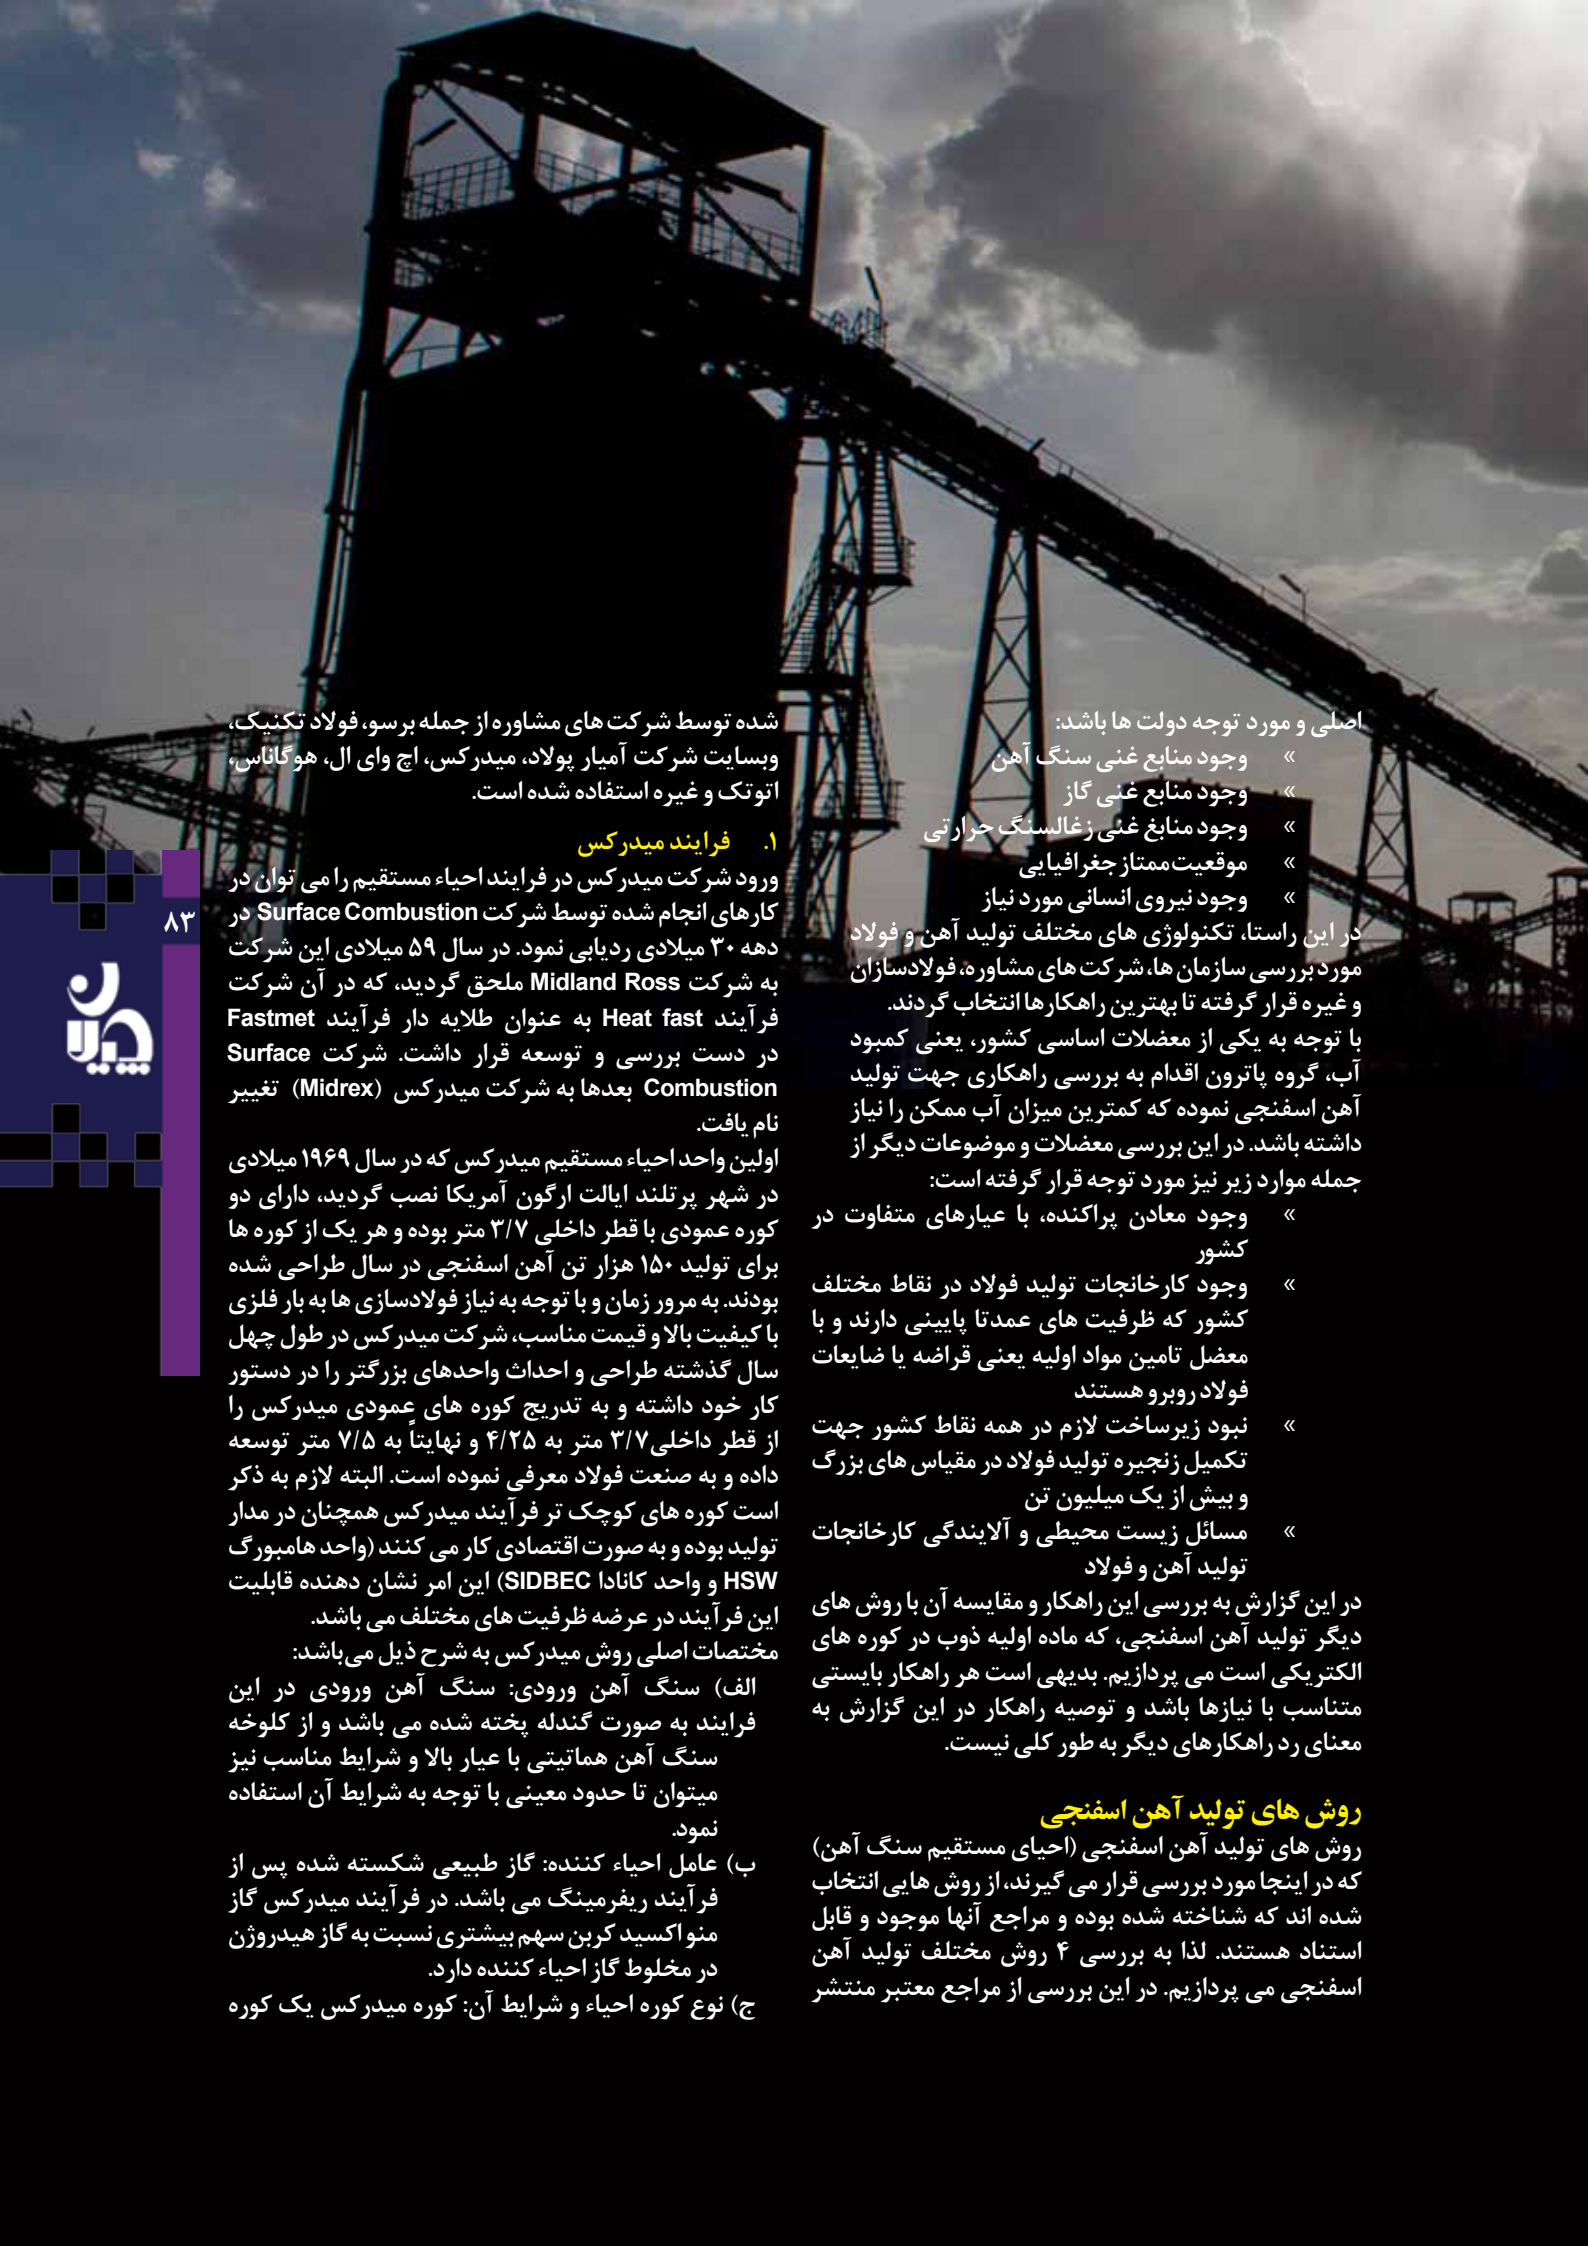 اصلی و مورد توجه دولت ها باشد:
» وجود منابع غنی سنگ آهن
» وجود منابع غنی گاز
» وجود منابع غنی زغالسنگ حرارتی
» موقعیت ممتاز جغرافیایی
» وجود نیروی انسانی مورد نیاز
در این راستا، تکنولوژی های مختلف تولید آهن و فولاد
مورد بررسی سازمان ها، شرکت های مشاوره، فولادسازان
و غیره قرار گرفته تا بهترین راهکارها انتخاب گردند.
با توجه به یکی از معضلات اساسی کشور، یعنی کمبود
آب، گروه پاترون اقدام به بررسی راهکاری جهت تولید
آهن اسفنجی نموده که کمترین میزان آب ممکن را نیاز
داشته باشد. در این بررسی معضلات و موضوعات دیگر از
جمله موارد زیر نیز مورد توجه قرار گرفته است:
» وجود معادن پراکنده، با عیارهای متفاوت در
کشور
» وجود کارخانجات تولید فولاد در نقاط مختلف
کشور که ظرفیت های عمدتا پایینی دارند و با
معضل تامین مواد اولیه یعنی قراضه یا ضایعات
فولاد روبرو هستند
» نبود زیرساخت لازم در همه نقاط کشور جهت
تکمیل زنجیره تولید فولاد در مقیاس های بزرگ
و بیش از یک میلیون تن
» مسائل زیست محیطی و آلایندگی کارخانجات
تولید آهن و فولاد
در این گزارش به بررسی این راهکار و مقایسه آن با روش های
دیگر تولید آهن اسفنجی، که ماده اولیه ذوب در کوره های
الکتریکی است می پردازیم. بدیهی است هر راهکار بایستی
متناسب با نیازها باشد و توصیه راهکار در این گزارش به
معنای رد راهکارهای دیگر به طور کلی نیست.
روش های تولید آهن اسفنجی
روش های تولید آهن اسفنجی (احیای مستقیم سنگ آهن)
که در اینجا مورد بررسی قرار می گیرند، از روش هایی انتخاب
شده اند که شناخته شده بوده و مراجع آنها موجود و قابل
استناد هستند. لذا به بررسی ۴ روش مختلف تولید آهن
اسفنجی می پردازیم. در این بررسی از مراجع معتبر منتشر
شده توسط شرکت های مشاوره از جمله برسو، فولاد تکنیک،
وبسایت شرکت آمیار پولاد، میدرکس، اچ وای ال، هوگاناس،
اتوتک و غیره استفاده شده است.
۱. فرایند میدرکس
ورود شرکت میدرکس در فرایند احیاء مستقیم را می توان در
کارهای انجام شده توسط شرکت Surface Combustion در
دهه ۳۰ میلادی ردیابی نمود. در سال ۵۹ میلادی این شرکت
به شرکت Midland Ross ملحق گردید، که در آن شرکت
فرآیند Heat fast به عنوان طلایه دار فرآیند Fastmet
در دست بررسی و توسعه قرار داشت. شرکت Surface
Combustion بعدها به شرکت میدرکس (Midrex) تغییر
نام یافت.
اولین واحد احیاء مستقیم میدرکس که در سال ۱۹۶۹ میلادی
در شهر پرتلند ایالت ارگون آمریکا نصب گردید، دارای دو
کوره عمودی با قطر داخلی ۳/۷ متر بوده و هر یک از کوره ها
برای تولید ۱۵۰ هزار تن آهن اسفنجی در سال طراحی شده
بودند. به مرور زمان و با توجه به نیاز فولادسازی ها به بار فلزی
با کیفیت بالا و قیمت مناسب، شرکت میدرکس در طول چهل
سال گذشته طراحی و احداث واحدهای بزرگتر را در دستور
کار خود داشته و به تدریج کوره های عمودی میدرکس را
از قطر داخلی۳/۷ متر به ۴/۲۵ و نهایتاً به ۷/۵ متر توسعه
داده و به صنعت فولاد معرفی نموده است. البته لازم به ذکر
است کوره های کوچک تر فرآیند میدرکس همچنان در مدار
تولید بوده و به صورت اقتصادی کار می کنند (واحد هامبورگ
HSW و واحد کانادا SIDBEC) این امر نشان دهنده قابلیت
این فرآیند در عرضه ظرفیت های مختلف می باشد.
مختصات اصلی روش میدرکس به شرح ذیل می‌باشد:
الف) سنگ آهن ورودی: سنگ آهن ورودی در این
فرایند به صورت گندله پخته شده می باشد و از کلوخه
سنگ آهن هماتیتی با عیار بالا و شرایط مناسب نیز
میتوان تا حدود معینی با توجه به شرایط آن استفاده
نمود.
ب) عامل احیاء کننده: گاز طبیعی شکسته شده پس از
فرآیند ریفرمینگ می باشد. در فرآیند میدرکس گاز
منواکسید کربن سهم بیشتری نسبت به گاز هیدروژن
در مخلوط گاز احیاء کننده دارد.
ج) نوع کوره احیاء و شرایط آن: کوره میدرکس یک کوره
۸۳